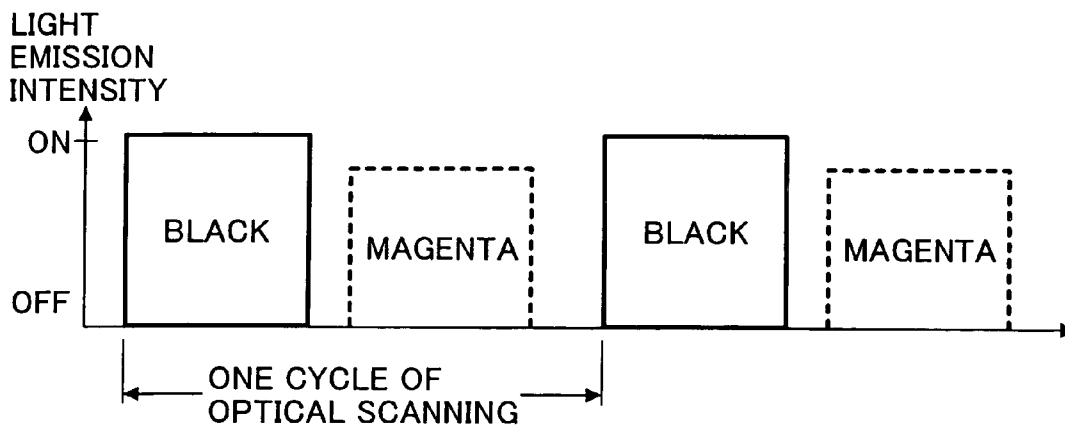 LIGHT
EMISSION
INTENSITY
ON
BLACK
MAGENTA
BLACK
MAGENTA
OFF
ONE CYCLE OF
OPTICAL SCANNING